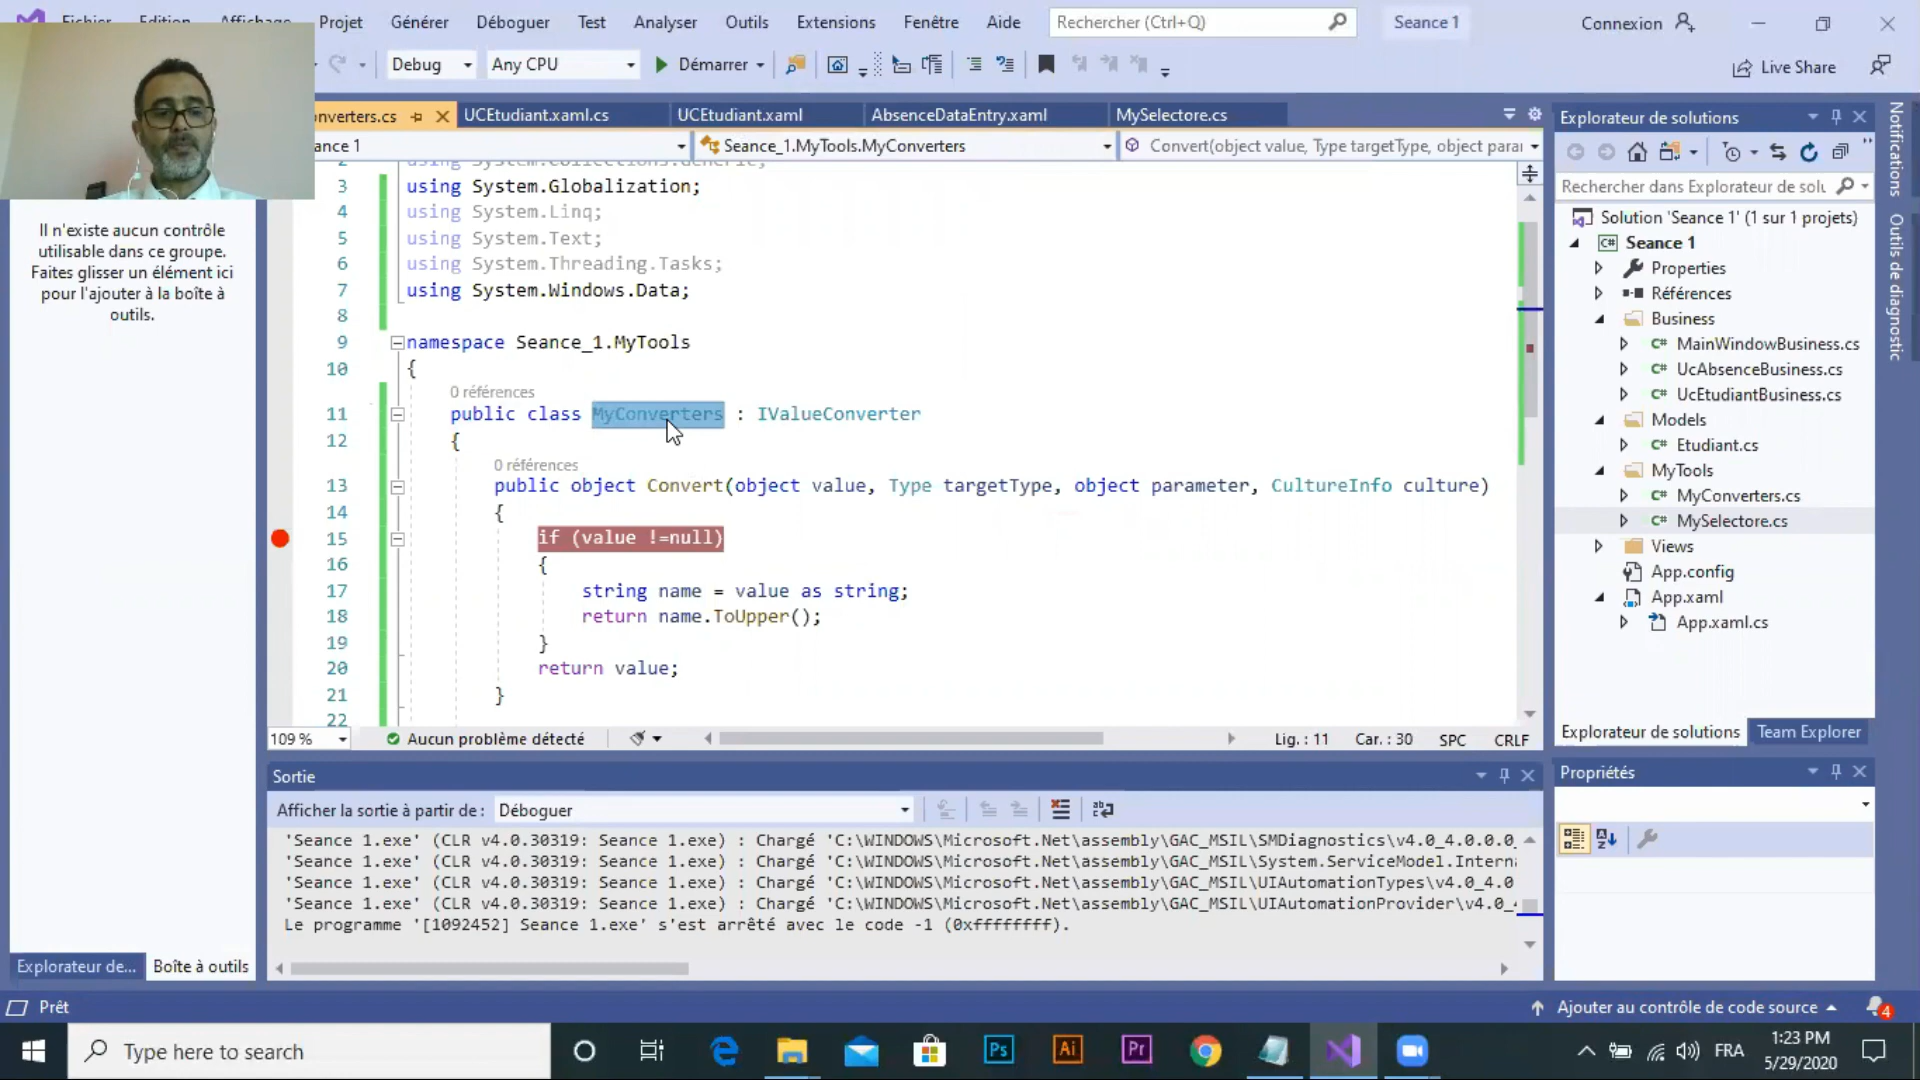 Fichier Edition Affichage Projet Générer Déboguer Test Analyser Outils Extensions Fenêtre Aide Rechercher (Ctrl+Q) Seance 1 Connexion
Debug Any CPU Démarrer Live Share
nverters.cs UCEtudiant.xaml.cs UCEtudiant.xaml AbsenceDataEntry.xaml MySelectore.cs
ance 1 Seance_1.MyTools.MyConverters Convert(object value, Type targetType, object parar
Il n'existe aucun contrôle
utilisable dans ce groupe.
Faites glisser un élément ici
pour l'ajouter à la boîte à
outils.
Explorateur de... Boîte à outils
2 using System.Collections.Generic;
3 using System.Globalization;
4 using System.Linq;
5 using System.Text;
6 using System.Threading.Tasks;
7 using System.Windows.Data;
8
9 namespace Seance_1.MyTools
10 {
0 références
11 public class MyConverters : IValueConverter
12 {
0 références
13 public object Convert(object value, Type targetType, object parameter, CultureInfo culture)
14 {
15 if (value !=null)
16 {
17 string name = value as string;
18 return name.ToUpper();
19 }
20 return value;
21 }
22
109 % Aucun problème détecté Lig. : 11 Car. : 30 SPC CRLF
Sortie
Afficher la sortie à partir de : Déboguer
'Seance 1.exe' (CLR v4.0.30319: Seance 1.exe) : Chargé 'C:\WINDOWS\Microsoft.Net\assembly\GAC_MSIL\SMDiagnostics\v4.0_4.0.0.0_
'Seance 1.exe' (CLR v4.0.30319: Seance 1.exe) : Chargé 'C:\WINDOWS\Microsoft.Net\assembly\GAC_MSIL\System.ServiceModel.Intern
'Seance 1.exe' (CLR v4.0.30319: Seance 1.exe) : Chargé 'C:\WINDOWS\Microsoft.Net\assembly\GAC_MSIL\UIAutomationTypes\v4.0_4.0
'Seance 1.exe' (CLR v4.0.30319: Seance 1.exe) : Chargé 'C:\WINDOWS\Microsoft.Net\assembly\GAC_MSIL\UIAutomationProvider\v4.0_
Le programme '[1092452] Seance 1.exe' s'est arrêté avec le code -1 (0xffffffff).
Explorateur de solutions
Rechercher dans Explorateur de solu
Solution 'Seance 1' (1 sur 1 projets)
C# Seance 1
Properties
Références
Business
C# MainWindowBusiness.cs
C# UcAbsenceBusiness.cs
C# UcEtudiantBusiness.cs
Models
C# Etudiant.cs
MyTools
C# MyConverters.cs
C# MySelectore.cs
Views
App.config
App.xaml
App.xaml.cs
Explorateur de solutions Team Explorer
Propriétés
Notifications
Outils de diagnostic
Prêt Ajouter au contrôle de code source 4
Type here to search Ps Ai Pr FRA 1:23 PM
5/29/2020